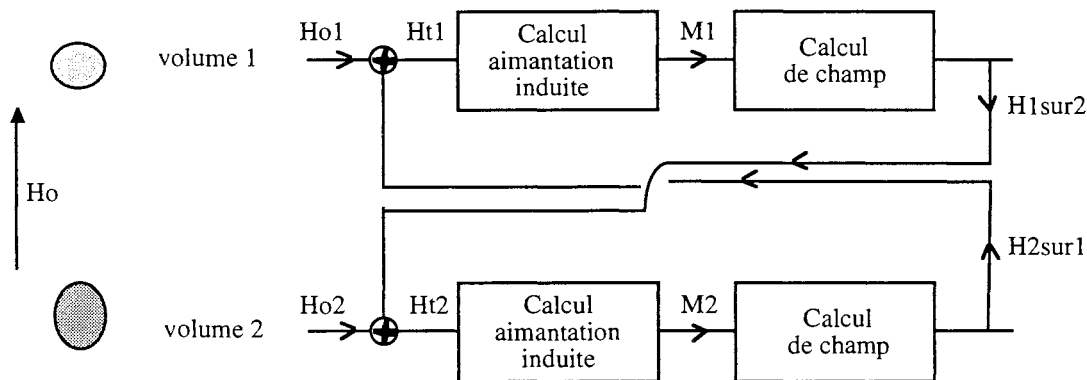 volume 1
Ho1
Ht1
Calcul
aimantation
induite
M1
Calcul
de champ
H1sur2
Ho
H2sur1
volume 2
Ho2
Ht2
Calcul
aimantation
induite
M2
Calcul
de champ